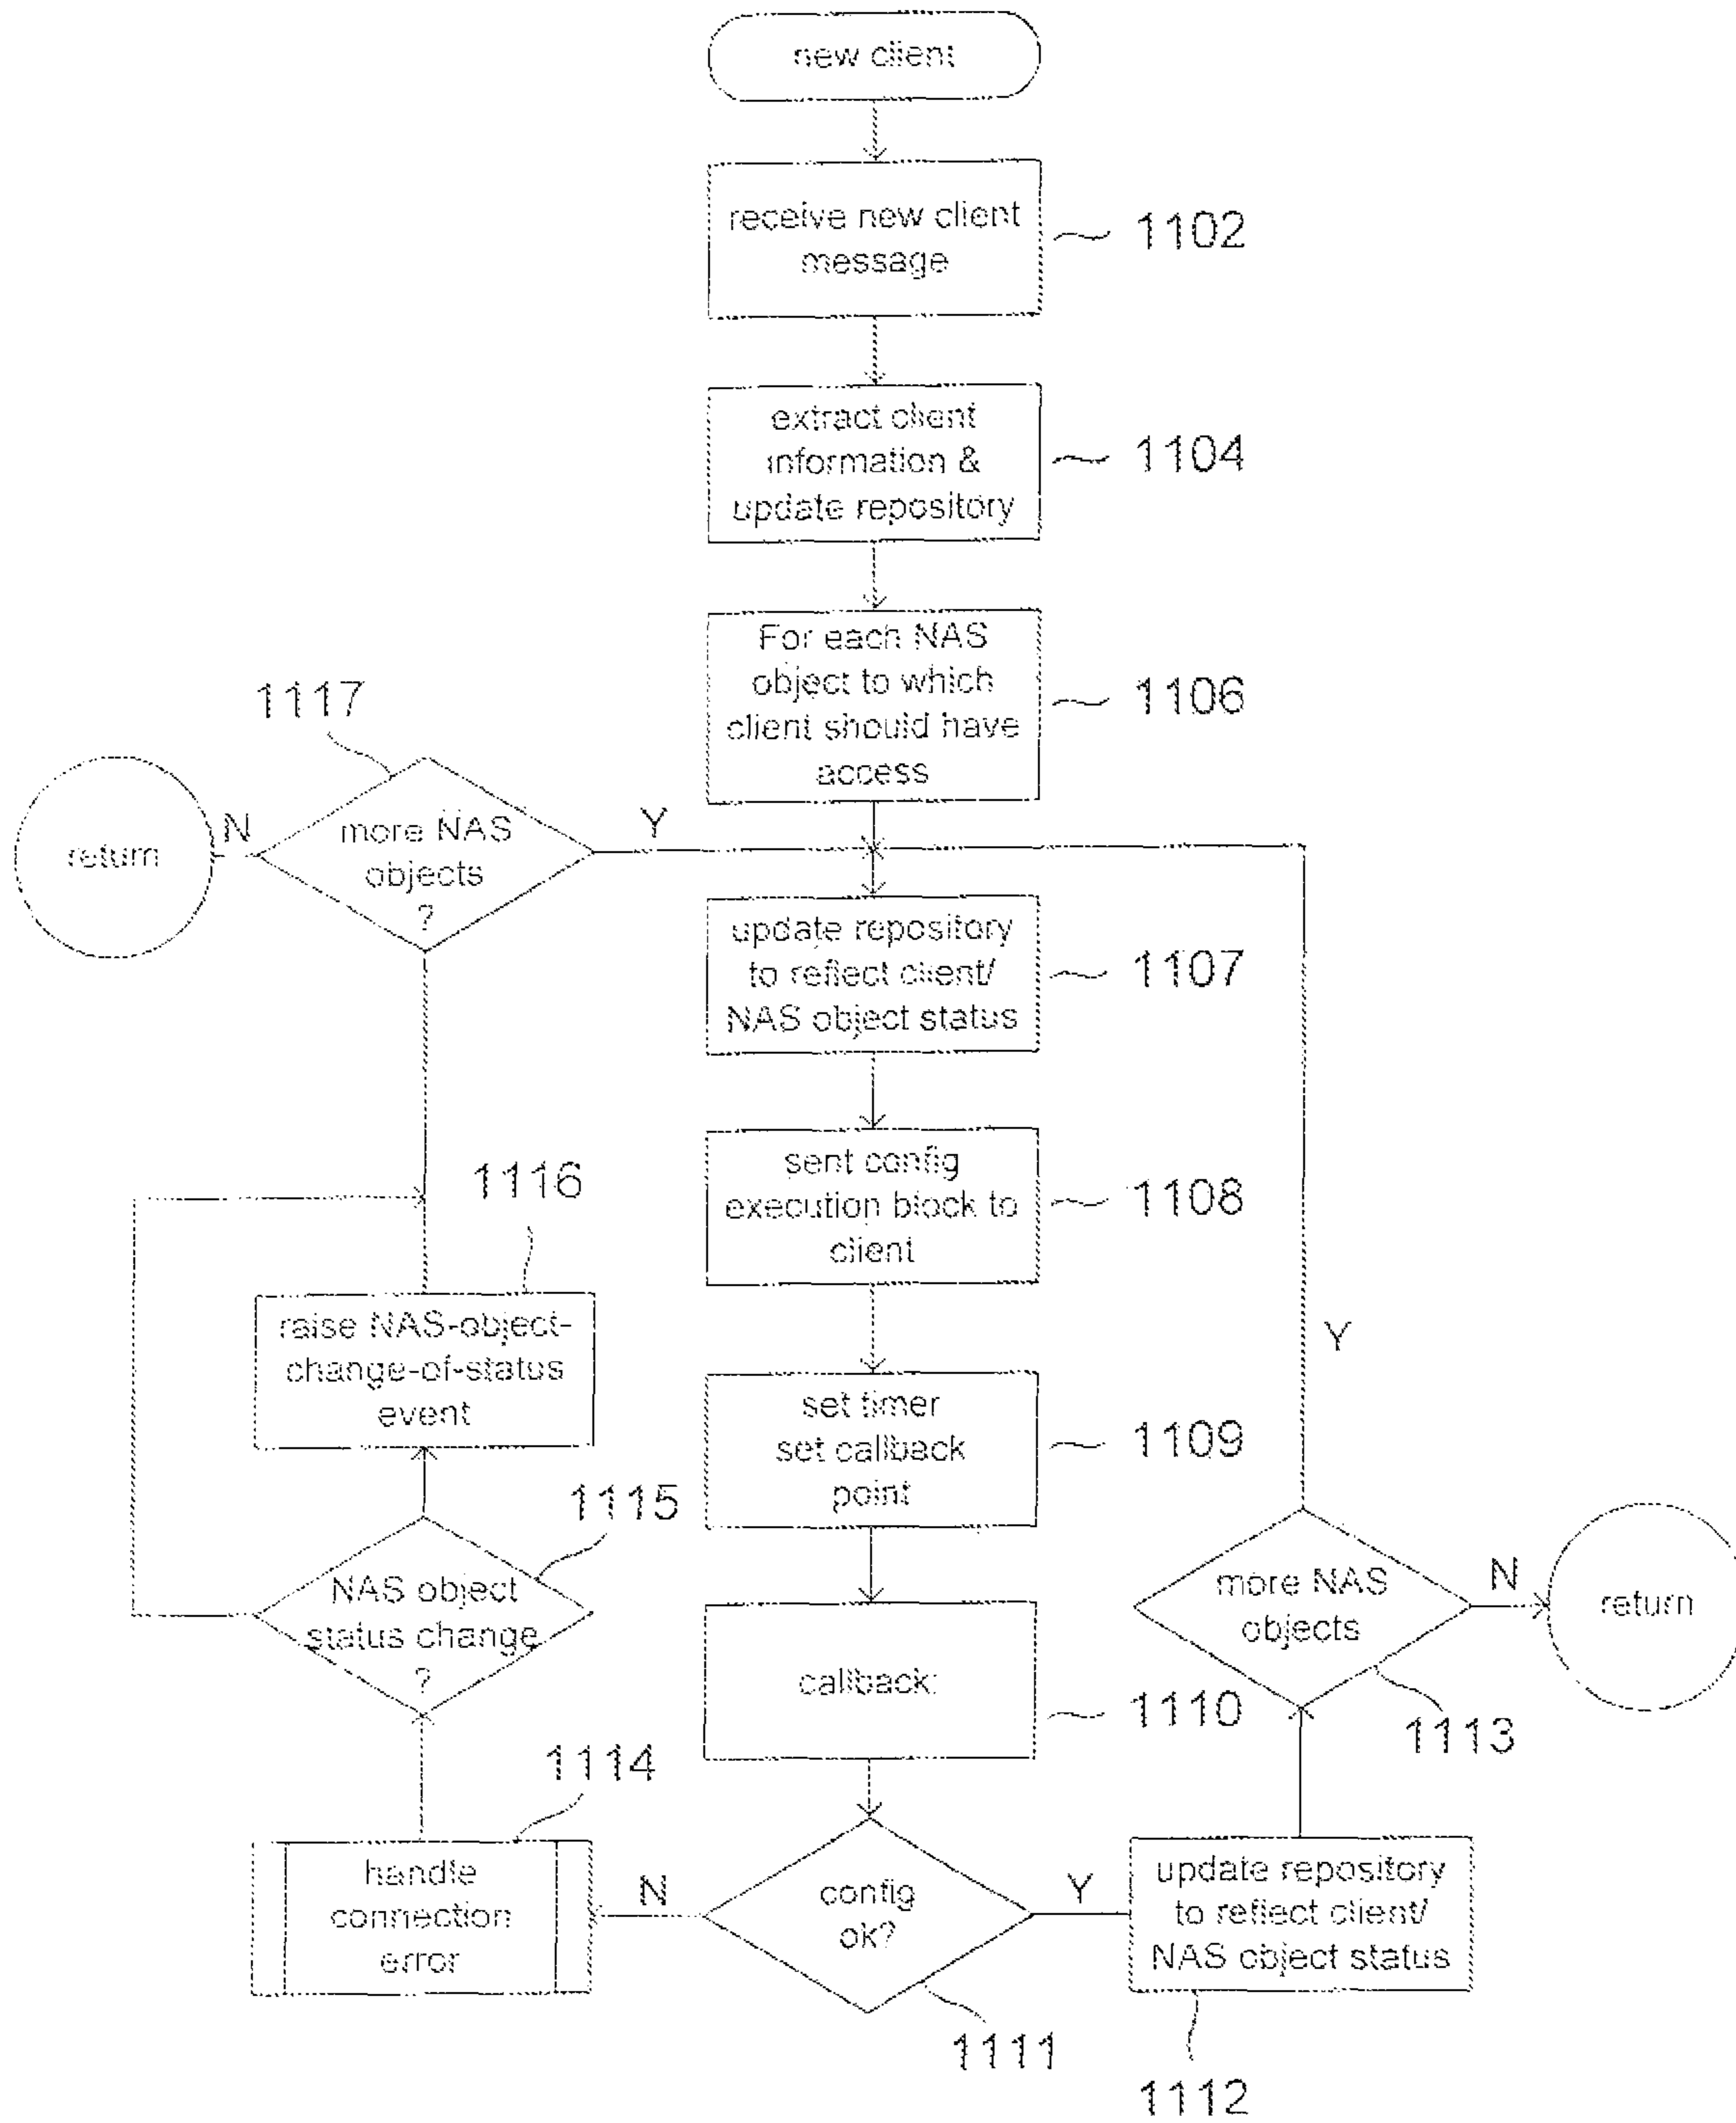 new client
receive new client
message
1102
extract client
information &
update repository
1104
For each NAS
object to which
client should have
access
1106
1117
return
N
more NAS
objects
?
Y
update repository
to reflect client/
NAS object status
1107
sent config
execution block to
client
1108
1116
raise NAS-object-
change-of-status
event
Y
set timer
set callback
point
1109
1115
NAS object
status change
?
more NAS
objects
N
return
1113
callback:
1110
1114
handle
connection
error
N
config
ok?
Y
1111
update repository
to reflect client/
NAS object status
1112